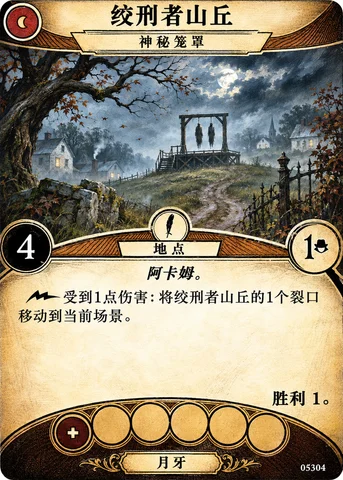 绞刑者山丘
神秘笼罩
4
地点
1
阿卡姆。
受到1点伤害：将绞刑者山丘的1个裂口
移动到当前场景。
胜利 1。
月牙
05304